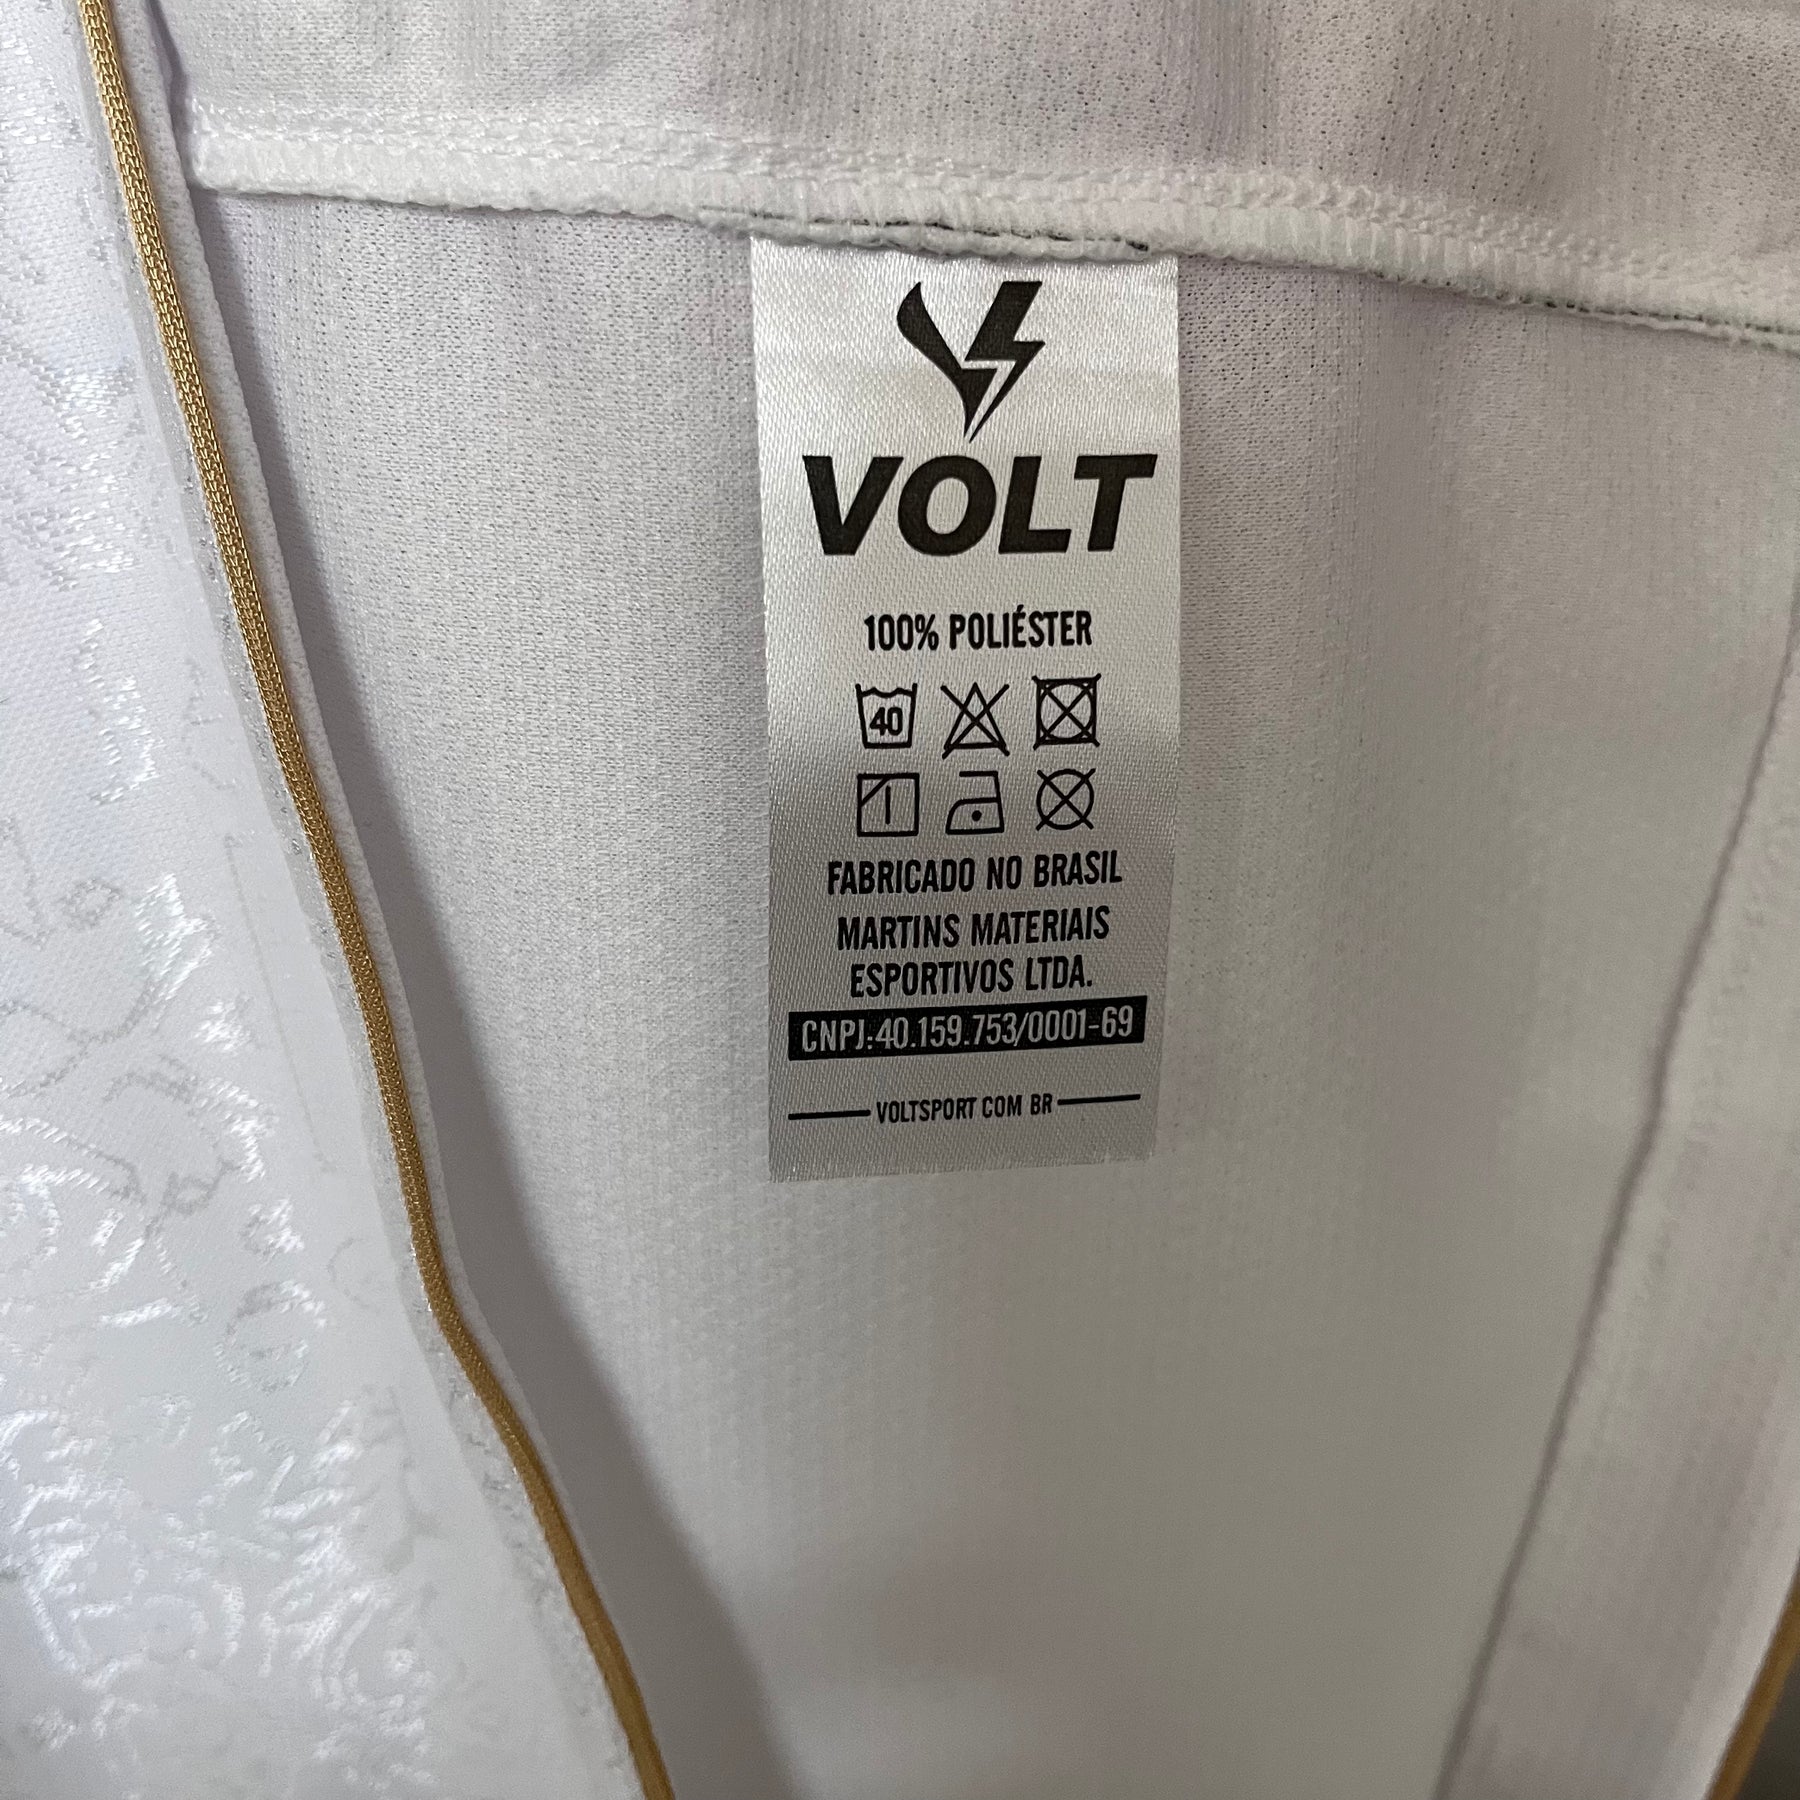 VOLT
100% POLIÉSTER
40
FABRICADO NO BRASIL
MARTINS MATERIAIS
ESPORTIVOS LTDA.
CNPJ:40.159.753/0001-69
VOLTSPORT COM BR